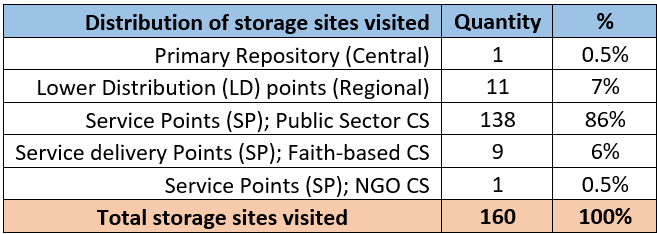 Distribution of storage sites visited Quantity %
Primary Repository (Central) 1 0.5%
Lower Distribution (LD) points (Regional) 11 7%
Service Points (SP); Public Sector CS 138 86%
Service delivery Points (SP); Faith-based CS 9 6%
Service Points (SP); NGO CS 1 0.5%
Total storage sites visited 160 100%